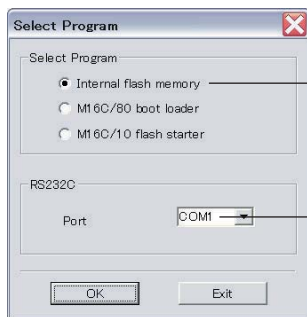 Select Program
Select Program
Internal flash memory
M16C/80 boot loader
M16C/10 flash starter
RS232C
Port
COM1
OK
Exit